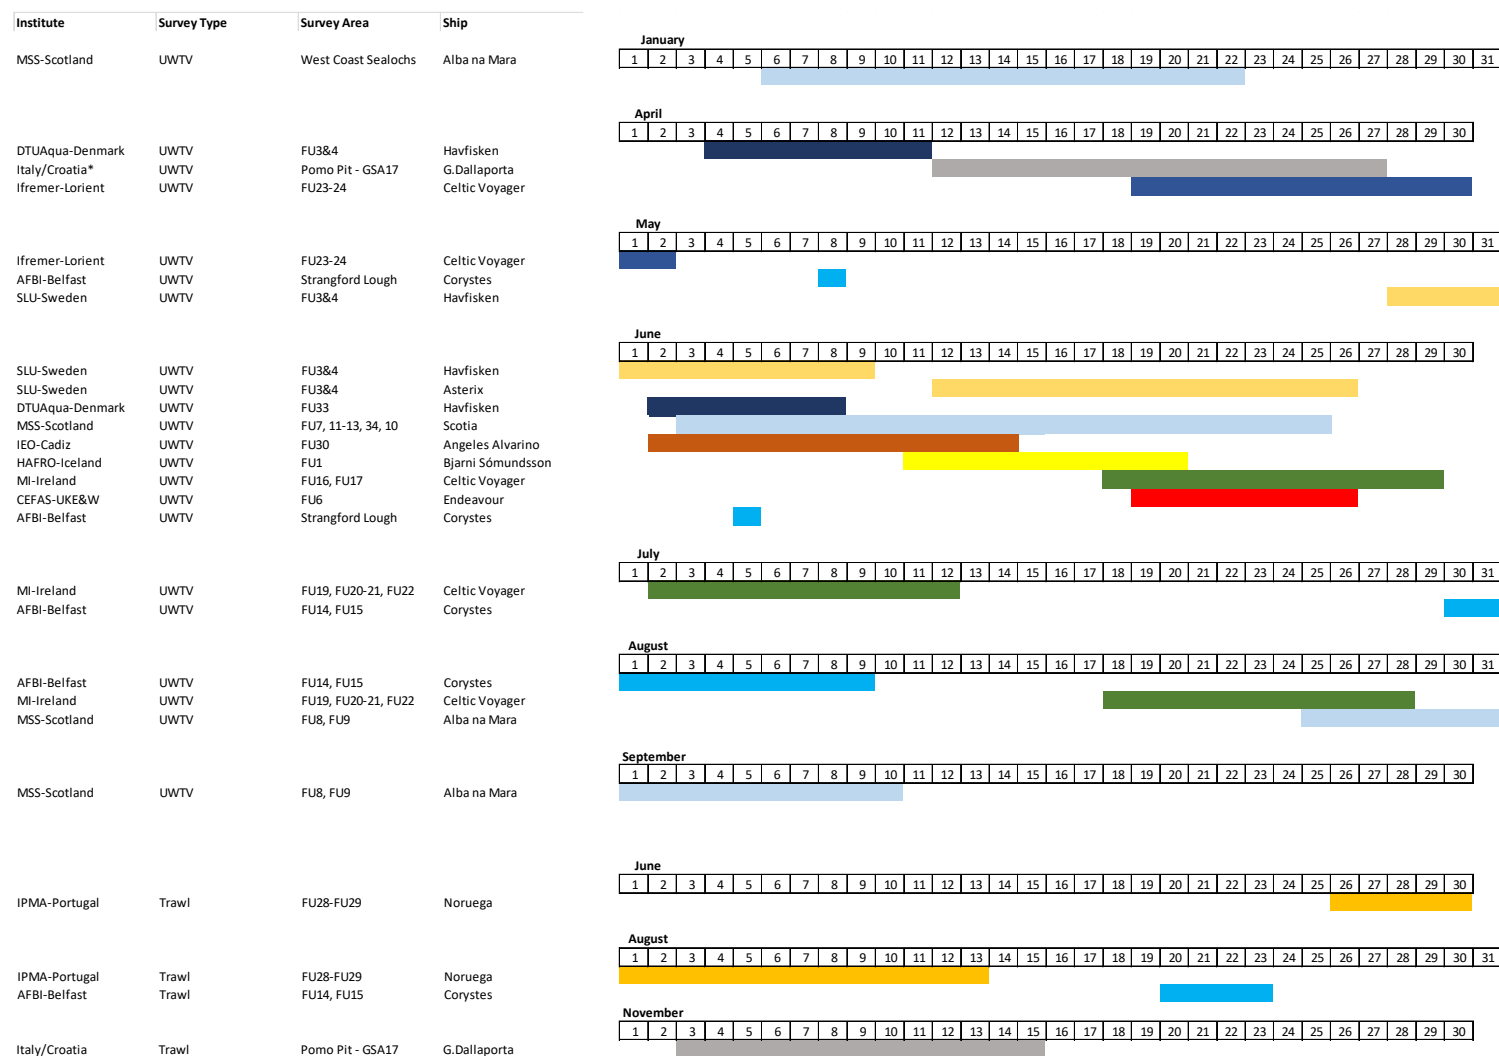 Institute Survey Type Survey Area Ship
January
MSS-Scotland UWTV West Coast Sealochs Alba na Mara 1 2 3 4 5 6 7 8 9 10 11 12 13 14 15 16 17 18 19 20 21 22 23 24 25 26 27 28 29 30 31
April
1 2 3 4 5 6 7 8 9 10 11 12 13 14 15 16 17 18 19 20 21 22 23 24 25 26 27 28 29 30
DTUAqua-Denmark UWTV FU3&4 Havfisken
Italy/Croatia* UWTV Pomo Pit - GSA17 G.Dallaporta
Ifremer-Lorient UWTV FU23-24 Celtic Voyager
May
1 2 3 4 5 6 7 8 9 10 11 12 13 14 15 16 17 18 19 20 21 22 23 24 25 26 27 28 29 30 31
Ifremer-Lorient UWTV FU23-24 Celtic Voyager
AFBI-Belfast UWTV Strangford Lough Corystes
SLU-Sweden UWTV FU3&4 Havfisken
June
1 2 3 4 5 6 7 8 9 10 11 12 13 14 15 16 17 18 19 20 21 22 23 24 25 26 27 28 29 30
SLU-Sweden UWTV FU3&4 Havfisken
SLU-Sweden UWTV FU3&4 Asterix
DTUAqua-Denmark UWTV FU33 Havfisken
MSS-Scotland UWTV FU7, 11-13, 34, 10 Scotia
IEO-Cadiz UWTV FU30 Angeles Alvarino
HAFRO-Iceland UWTV FU1 Bjarni Sómundsson
MI-Ireland UWTV FU16, FU17 Celtic Voyager
CEFAS-UKE&W UWTV FU6 Endeavour
AFBI-Belfast UWTV Strangford Lough Corystes
July
1 2 3 4 5 6 7 8 9 10 11 12 13 14 15 16 17 18 19 20 21 22 23 24 25 26 27 28 29 30 31
MI-Ireland UWTV FU19, FU20-21, FU22 Celtic Voyager
AFBI-Belfast UWTV FU14, FU15 Corystes
August
1 2 3 4 5 6 7 8 9 10 11 12 13 14 15 16 17 18 19 20 21 22 23 24 25 26 27 28 29 30 31
AFBI-Belfast UWTV FU14, FU15 Corystes
MI-Ireland UWTV FU19, FU20-21, FU22 Celtic Voyager
MSS-Scotland UWTV FU8, FU9 Alba na Mara
September
1 2 3 4 5 6 7 8 9 10 11 12 13 14 15 16 17 18 19 20 21 22 23 24 25 26 27 28 29 30
MSS-Scotland UWTV FU8, FU9 Alba na Mara
June
1 2 3 4 5 6 7 8 9 10 11 12 13 14 15 16 17 18 19 20 21 22 23 24 25 26 27 28 29 30
IPMA-Portugal Trawl FU28-FU29 Noruega
August
1 2 3 4 5 6 7 8 9 10 11 12 13 14 15 16 17 18 19 20 21 22 23 24 25 26 27 28 29 30 31
IPMA-Portugal Trawl FU28-FU29 Noruega
AFBI-Belfast Trawl FU14, FU15 Corystes
November
1 2 3 4 5 6 7 8 9 10 11 12 13 14 15 16 17 18 19 20 21 22 23 24 25 26 27 28 29 30
Italy/Croatia Trawl Pomo Pit - GSA17 G.Dallaporta